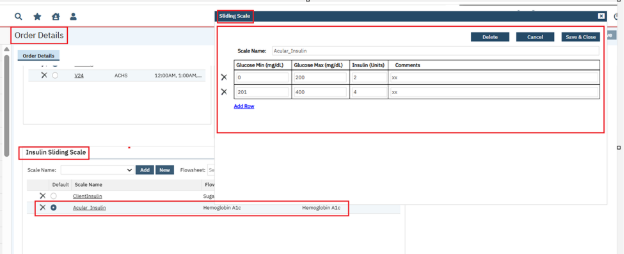 Sliding Scale
Order Details
Delete
Cancel
Save & Close
Order Details
Scale Name:
Acular_Insulin
Glucose Min (mg/dL)
Glucose Max (mg/dL)
Insulin (Units)
Comments
V24
ACHS
12:00AM, 1:00AM,...
0
200
2
xx
201
400
4
xx
Add Row
Insulin Sliding Scale
Scale Name:
Add
New
Flowsheet:
Default
Scale Name
Flow
ClientInsulin
Suga
Acular_Insulin
Hemoglobin A1c
Hemoglobin A1c